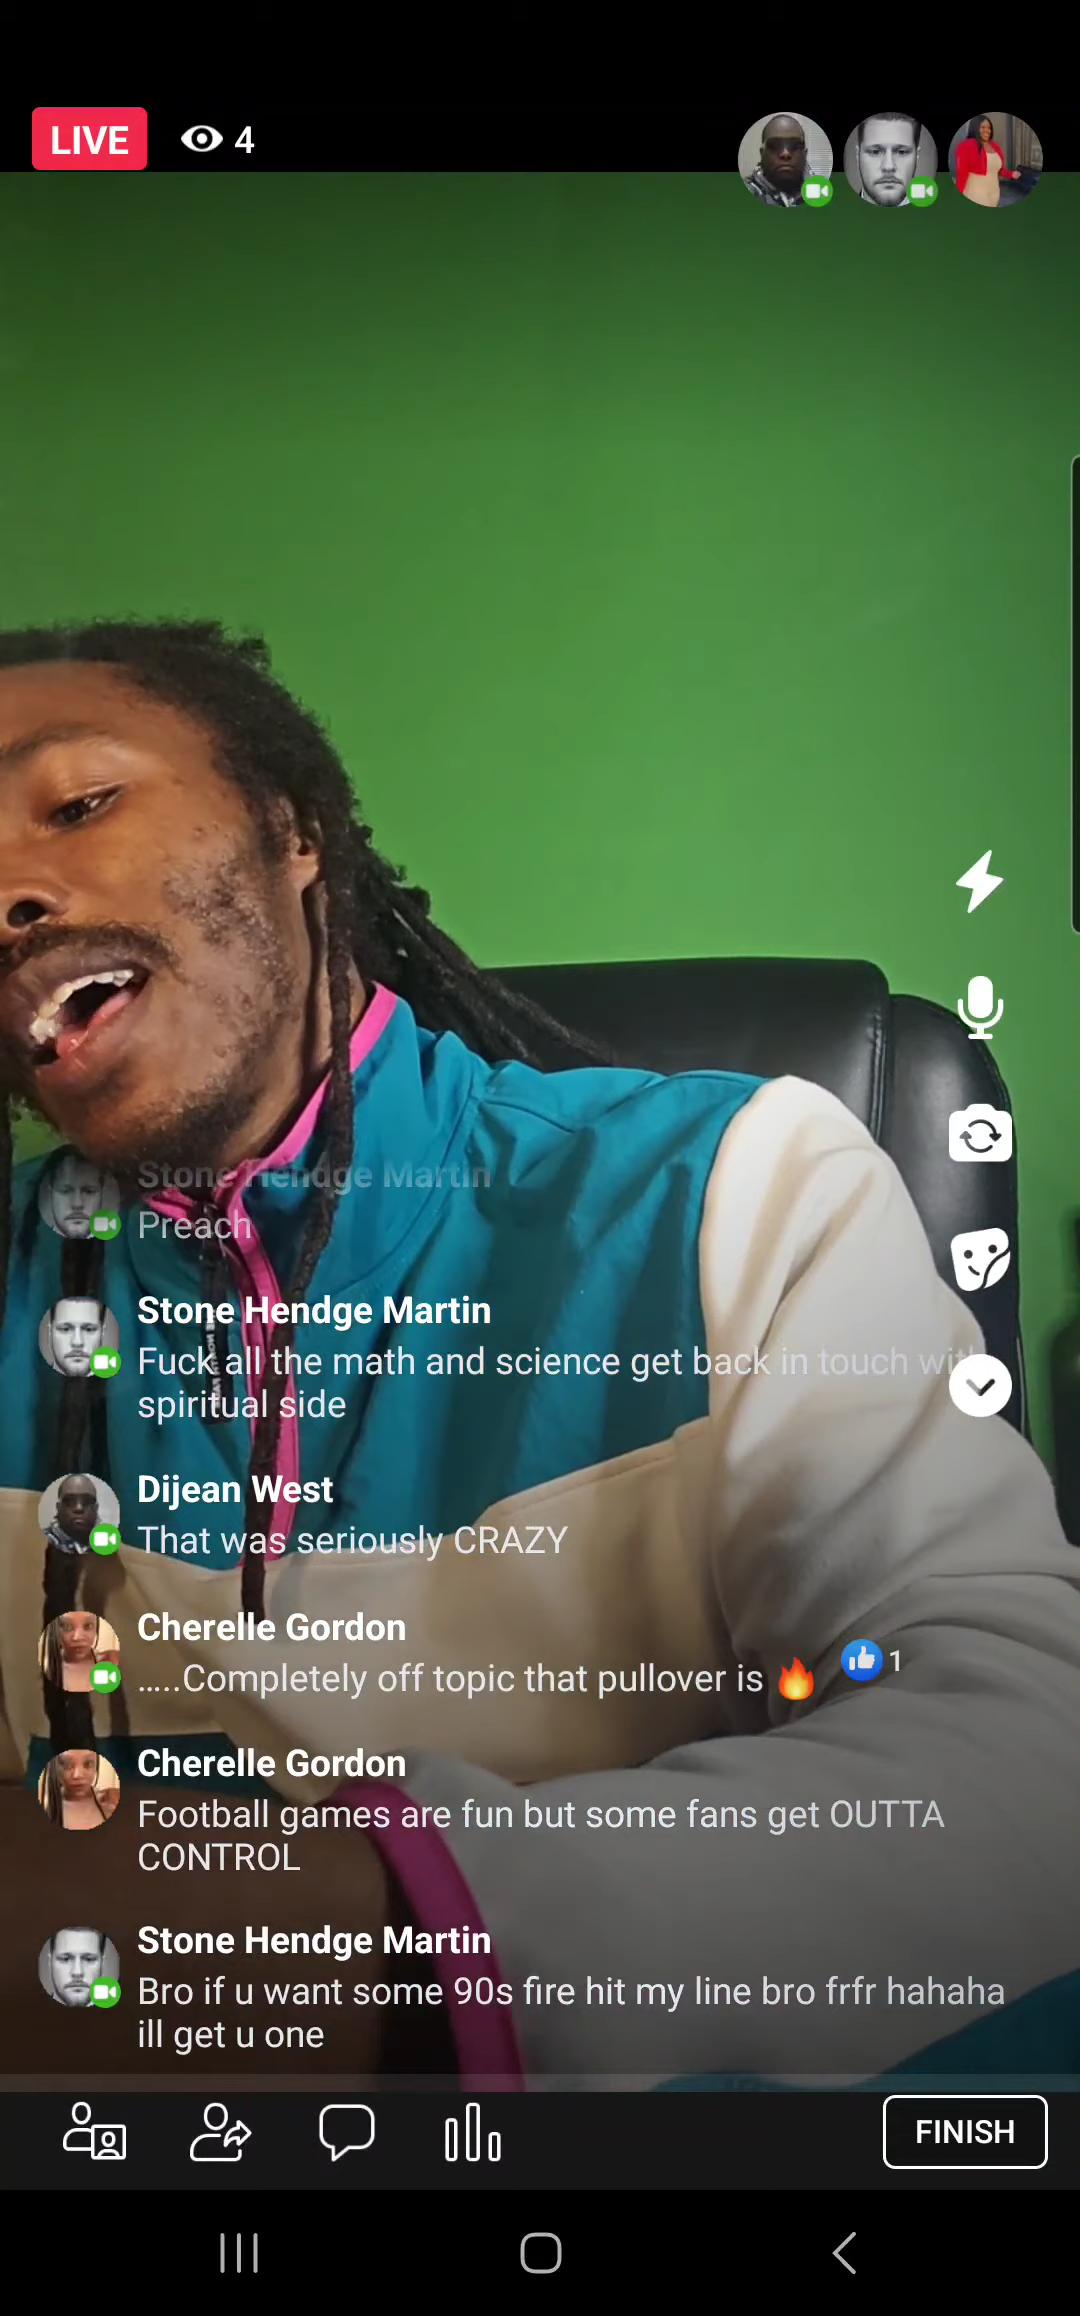 LIVE
4
Stone Hendge Martin
Preach
Stone Hendge Martin
Fuck all the math and science get back in touch with
spiritual side
Dijean West
That was seriously CRAZY
Cherelle Gordon
.....Completely off topic that pullover is 🔥 1
Cherelle Gordon
Football games are fun but some fans get OUTTA
CONTROL
Stone Hendge Martin
Bro if u want some 90s fire hit my line bro frfr hahaha
ill get u one
FINISH